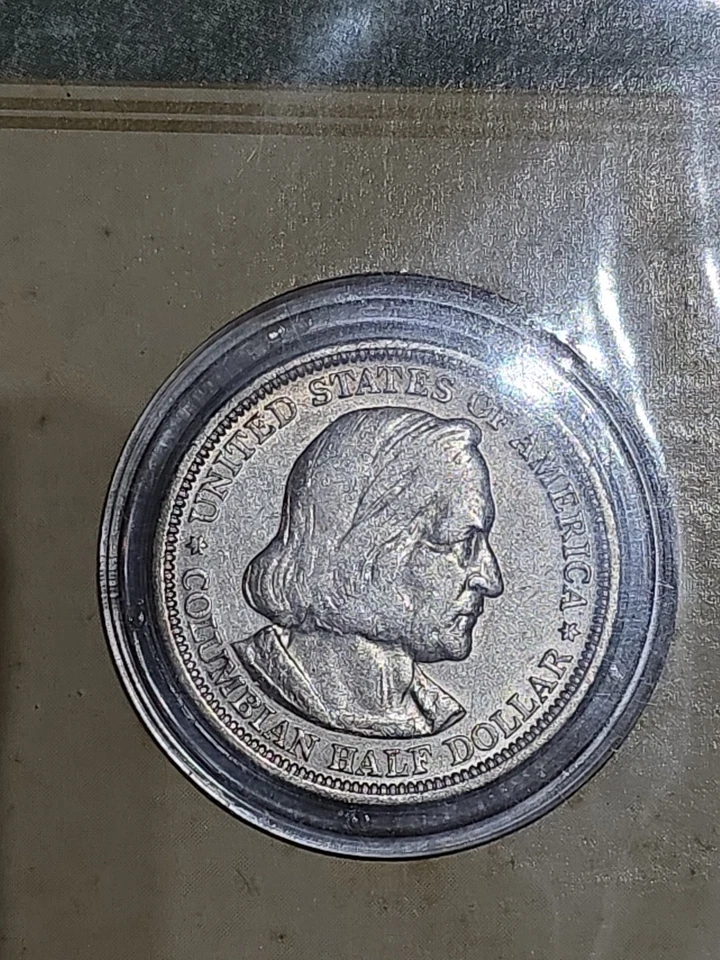 UNITED STATES OF AMERICA
COLUMBIAN HALF DOLLAR